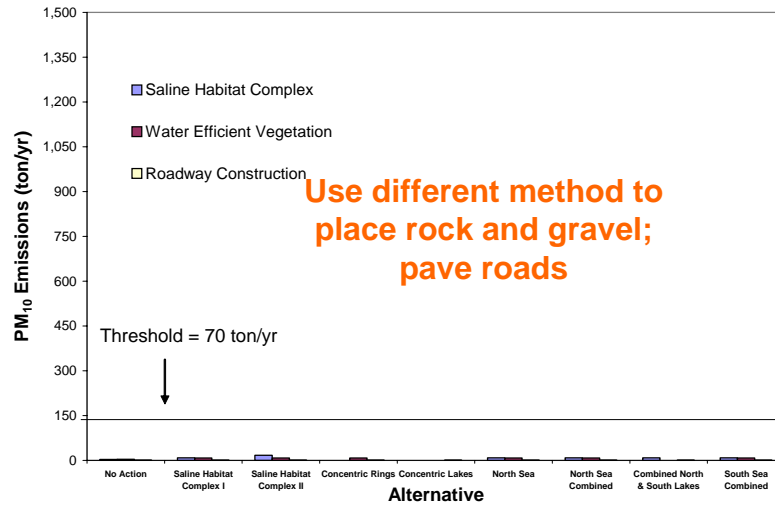 1,500
1,350
1,200
1,050
900
750
600
450
300
150
0
PM10 Emissions (ton/yr)
Saline Habitat Complex
Water Efficient Vegetation
Roadway Construction
Use different method to
place rock and gravel;
pave roads
Threshold = 70 ton/yr
No Action
Saline Habitat
Complex I
Saline Habitat
Complex II
Concentric Rings
Concentric Lakes
North Sea
North Sea
Combined
Combined North
& South Lakes
South Sea
Combined
Alternative